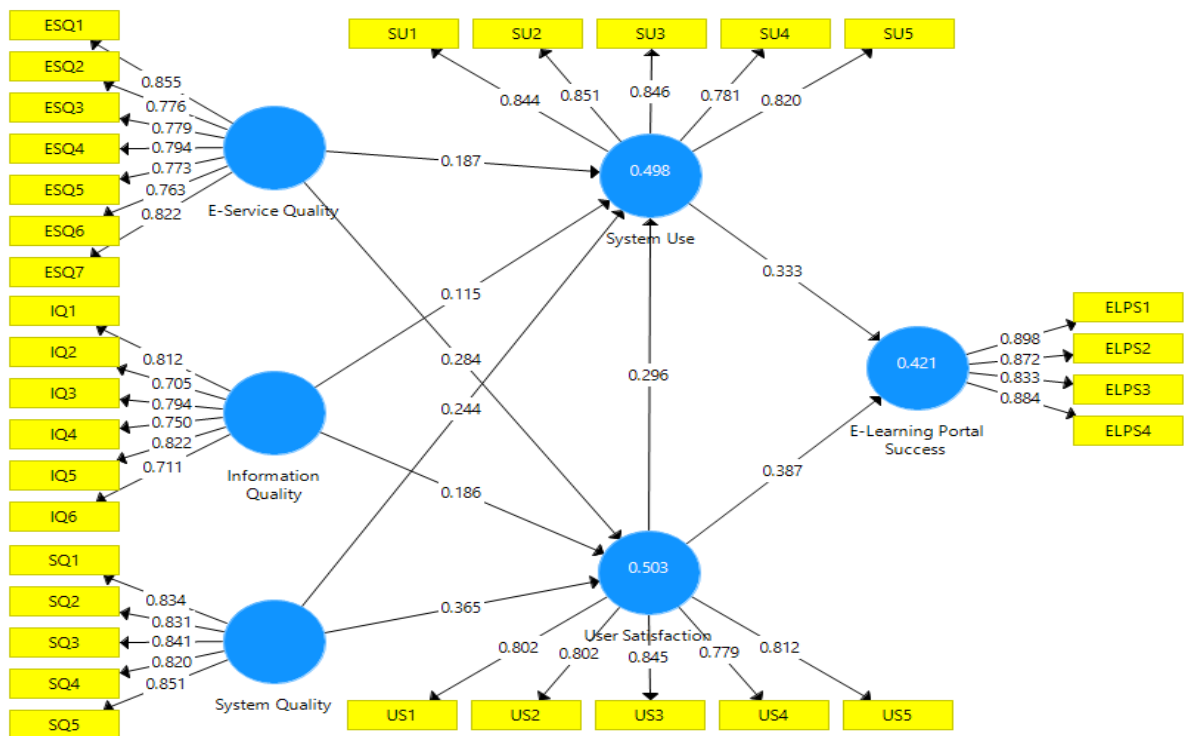 ESQ1
ESQ2
ESQ3
ESQ4
ESQ5
ESQ6
ESQ7
0.855
0.776
0.779
0.794
0.773
0.763
0.822
E-Service Quality
IQ1
IQ2
IQ3
IQ4
IQ5
IQ6
0.812
0.705
0.794
0.750
0.822
0.711
Information
Quality
SQ1
SQ2
SQ3
SQ4
SQ5
0.834
0.831
0.841
0.820
0.851
System Quality
0.187
0.115
0.284
0.244
0.186
0.365
SU1
SU2
SU3
SU4
SU5
0.844
0.851
0.846
0.781
0.820
0.498
System Use
0.296
0.503
User Satisfaction
0.802
0.802
0.845
0.779
0.812
US1
US2
US3
US4
US5
0.333
0.387
0.421
E-Learning Portal
Success
0.898
0.872
0.833
0.884
ELPS1
ELPS2
ELPS3
ELPS4